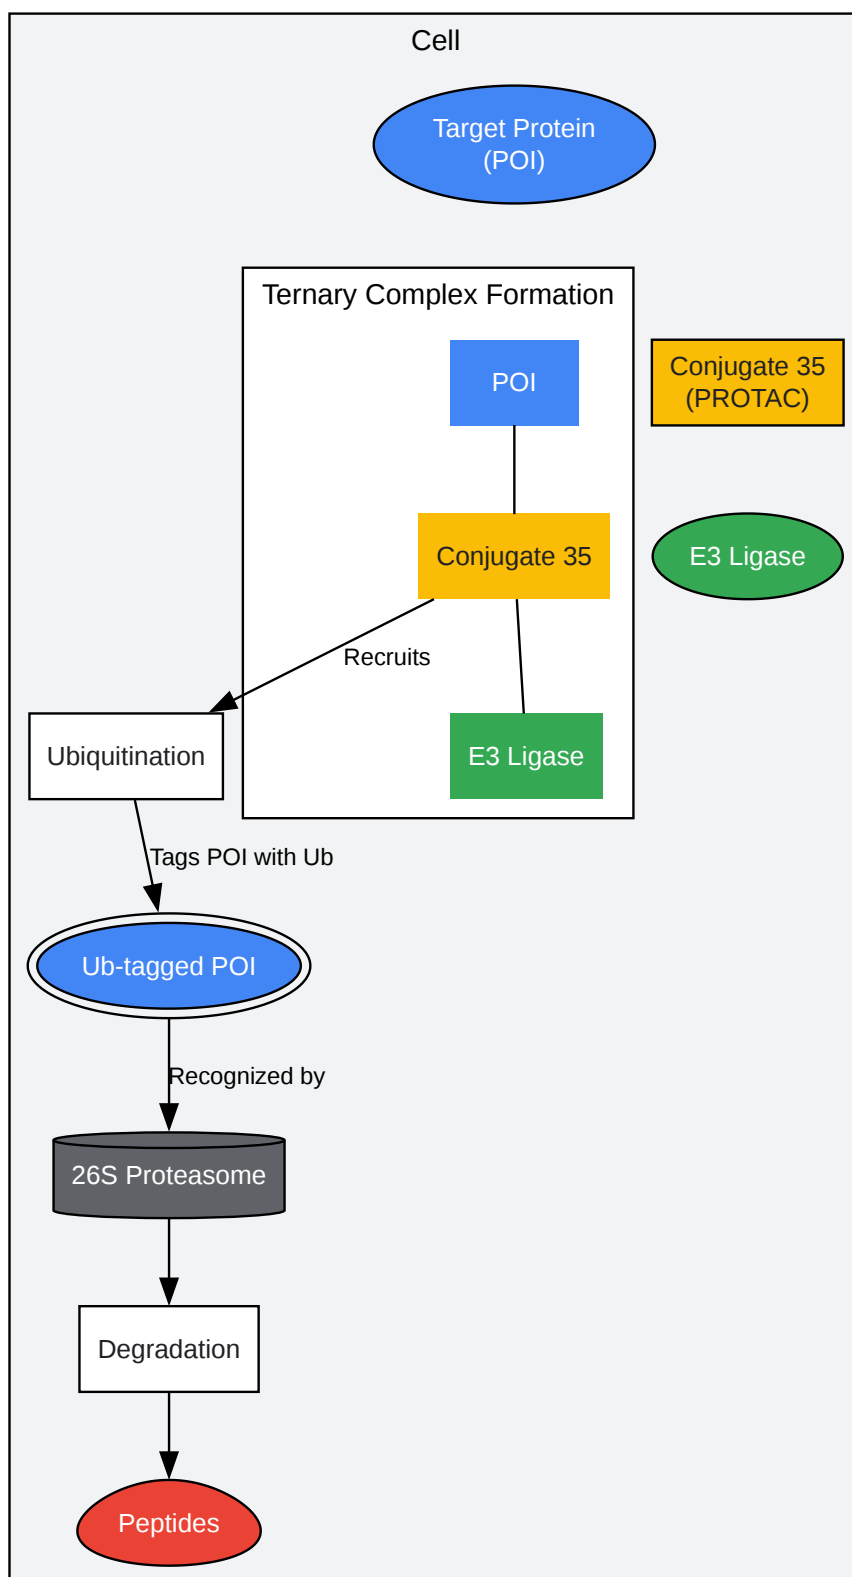 Cell
Target Protein
(POI)
Ternary Complex Formation
POI
Conjugate 35
(PROTAC)
Conjugate 35
E3 Ligase
Recruits
Ubiquitination
E3 Ligase
Tags POI with Ub
Ub-tagged POI
Recognized by
26S Proteasome
Degradation
Peptides